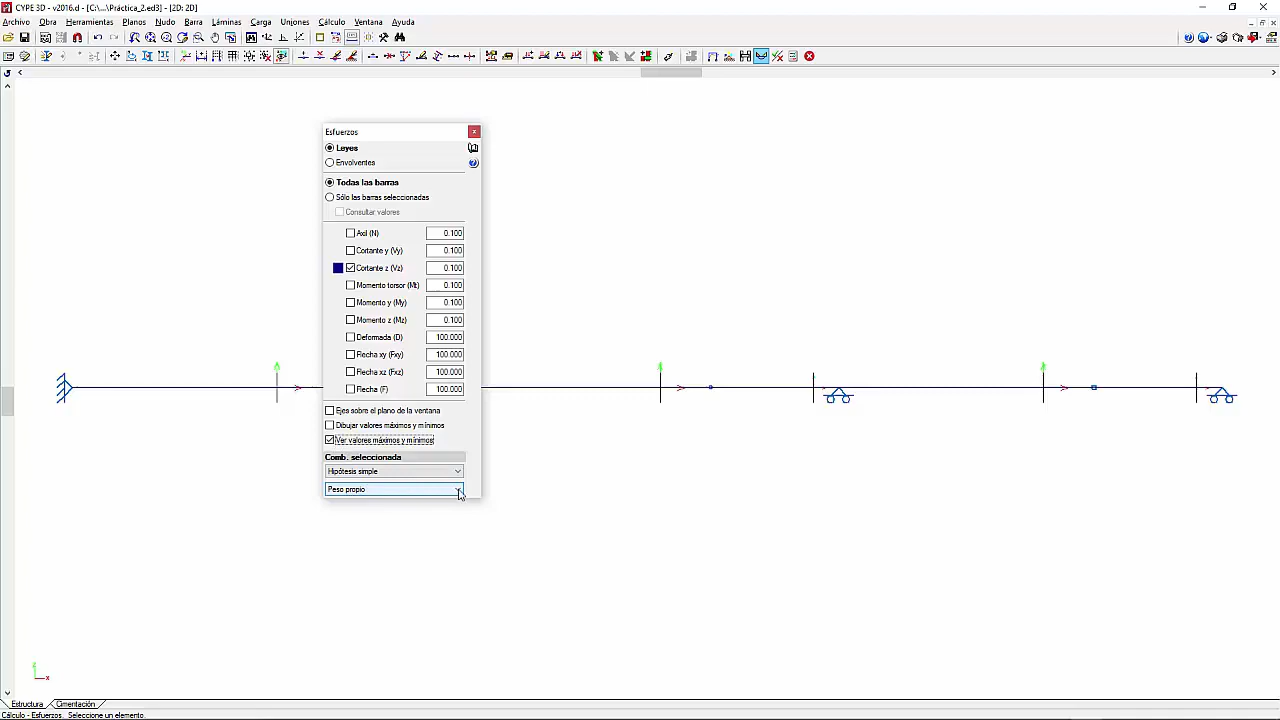 CYPE 3D - v2016.d - [C:\...\Práctica_2.ed3] - [2D: 2D]
Archivo Obra Herramientas Planos Nudo Barra Láminas Carga Uniones Cálculo Ventana Ayuda
Esfuerzos
Leyes
Envolventes
Todas las barras
Sólo las barras seleccionadas
Consultar valores
Axil (N) 0.100
Cortante y (Vy) 0.100
Cortante z (Vz) 0.100
Momento torsor (Mt) 0.100
Momento y (My) 0.100
Momento z (Mz) 0.100
Deformada (D) 100.000
Flecha xy (Fxy) 100.000
Flecha xz (Fxz) 100.000
Flecha (F) 100.000
Ejes sobre el plano de la ventana
Dibujar valores máximos y mínimos
Ver valores máximos y mínimos
Comb. seleccionada
Hipótesis simple
Peso propio
z
x
Estructura Cimentación
Cálculo - Esfuerzos. Seleccione un elemento.